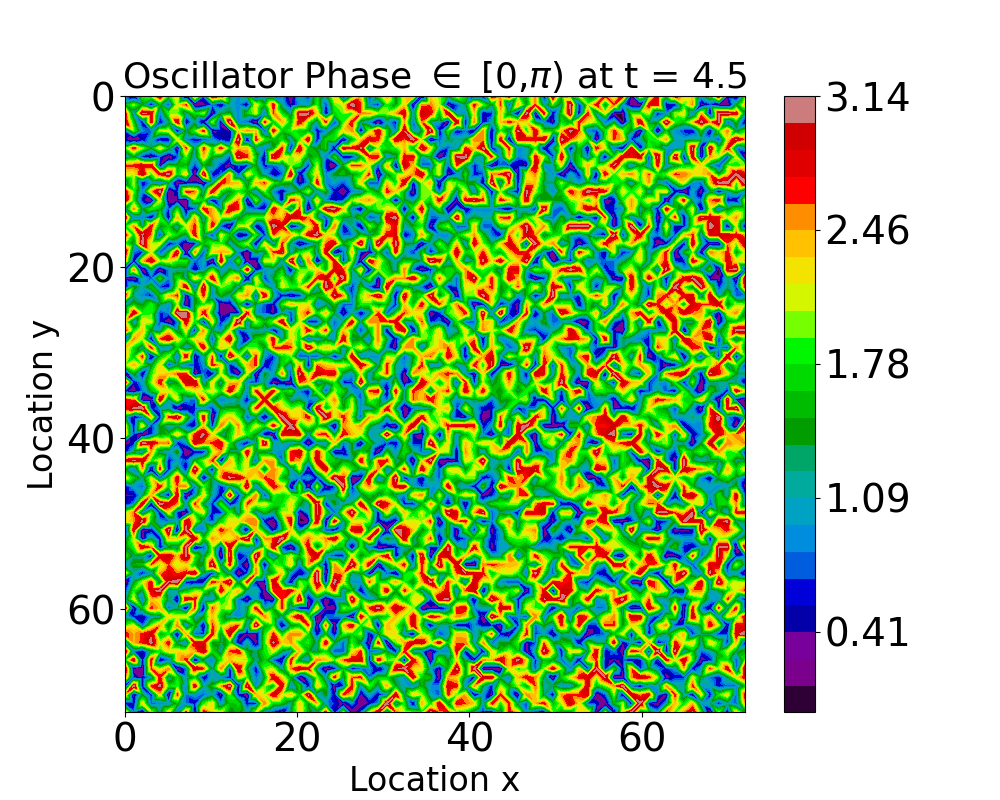 Oscillator Phase ∈ [0,π) at t = 4.5
0
20
40
60
Location y
0 20 40 60
Location x
3.14
2.46
1.78
1.09
0.41